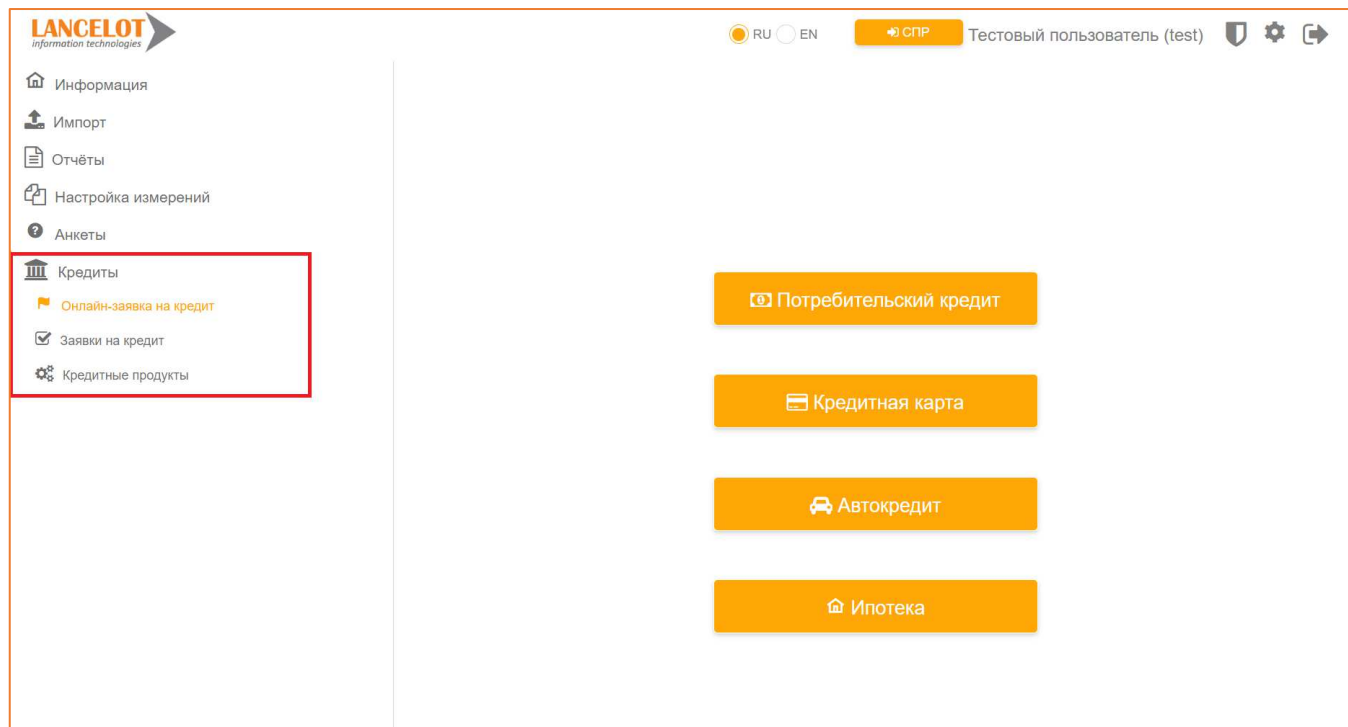 LANCELOT
information technologies
RU EN СПР Тестовый пользователь (test)
Информация
Импорт
Отчёты
Настройка измерений
Анкеты
Кредиты
Онлайн-заявка на кредит
Заявки на кредит
Кредитные продукты
Потребительский кредит
Кредитная карта
Автокредит
Ипотека